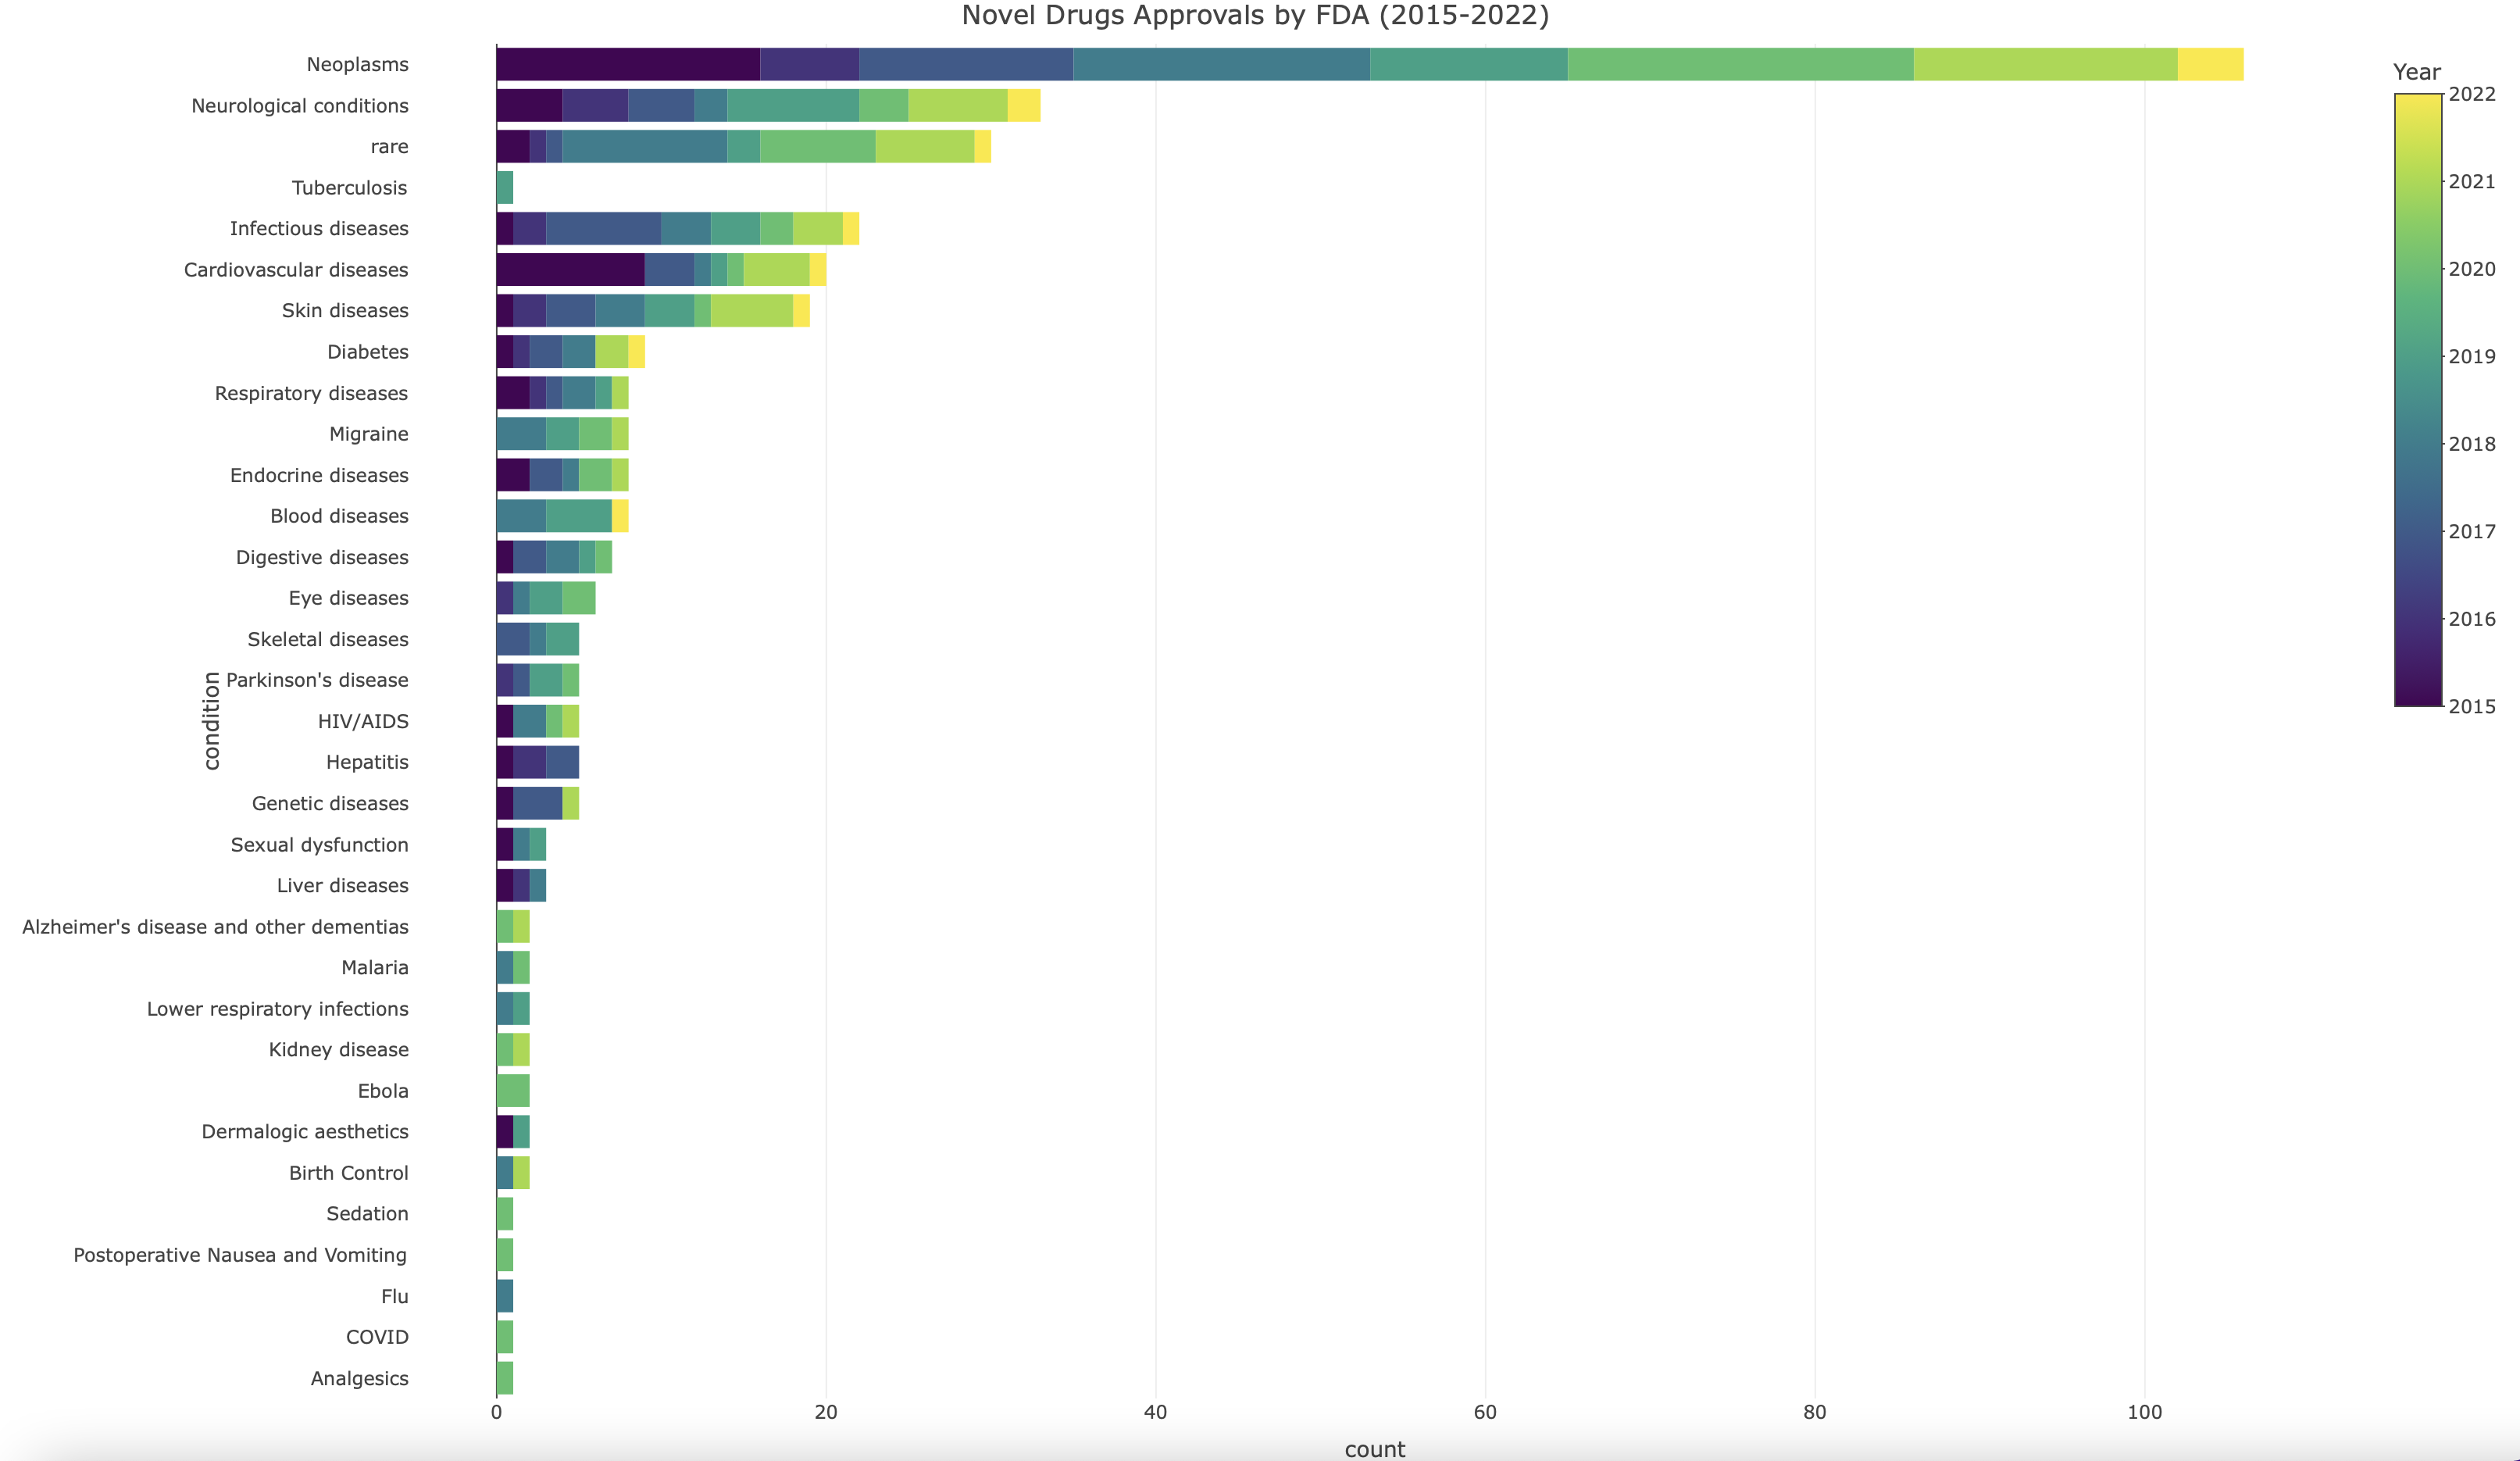 Novel Drugs Approvals by FDA (2015-2022)
Neoplasms
Neurological conditions
rare
Tuberculosis
Infectious diseases
Cardiovascular diseases
Skin diseases
Diabetes
Respiratory diseases
Migraine
Endocrine diseases
Blood diseases
Digestive diseases
Eye diseases
Skeletal diseases
Parkinson's disease
HIV/AIDS
Hepatitis
Genetic diseases
Sexual dysfunction
Liver diseases
Alzheimer's disease and other dementias
Malaria
Lower respiratory infections
Kidney disease
Ebola
Dermalogic aesthetics
Birth Control
Sedation
Postoperative Nausea and Vomiting
Flu
COVID
Analgesics
condition
0 20 40 60 80 100
count
Year
2022
2021
2020
2019
2018
2017
2016
2015